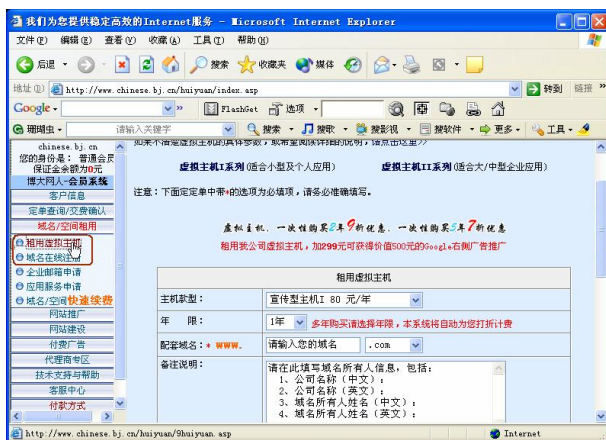 我们为您提供稳定高效的Internet服务 - Microsoft Internet Explorer
文件(F) 编辑(E) 查看(V) 收藏(A) 工具(T) 帮助(H)
后退 搜索 收藏夹 媒体
地址(D) http://www.chinese.bj.cn/huiyuan/index.asp 转到 链接 »
Google - » FlashGet 选项
珊瑚虫 - 请输入关键字 搜索 搜歌 搜影视 搜软件 更多 工具
chinese.bj.cn
您的身份是: 普通会员
保证金余额为0元
博大网人-会员系统
客户信息
定单查询/交费确认
域名/空间租用
租用虚拟主机
域名在线注
企业邮箱申请
应用服务申请
域名/空间快速续费
网站推广
网站建设
付费广告
代理商专区
技术支持与帮助
客服中心
付款方式
虚拟主机I系列(适合小型及个人应用) 虚拟主机II系列(适合大/中型企业应用)
注意:下面定定单中带*的选项为必填项,请务必准确填写。
虚拟主机、一次性购买2年9折优惠、一次性购买5年7折优惠
租用我公司虚拟主机,加299元可获得价值500元的Google右侧广告推广
租用虚拟主机
主机款型: 宣传型主机I 80 元/年
年 限: 1年 多年购买请选择年限,本系统将自动为您打折计费
配套域名:* WWW. 请输入您的域名 .com
备注说明: 请在此填写域名所有人信息,包括:
1、公司名称(中文):
2、公司名称(英文):
3、域名所有人姓名(中文):
4、域名所有人姓名(英文):
http://www.chinese.bj.cn/huiyuan/9huiyuan.asp Internet